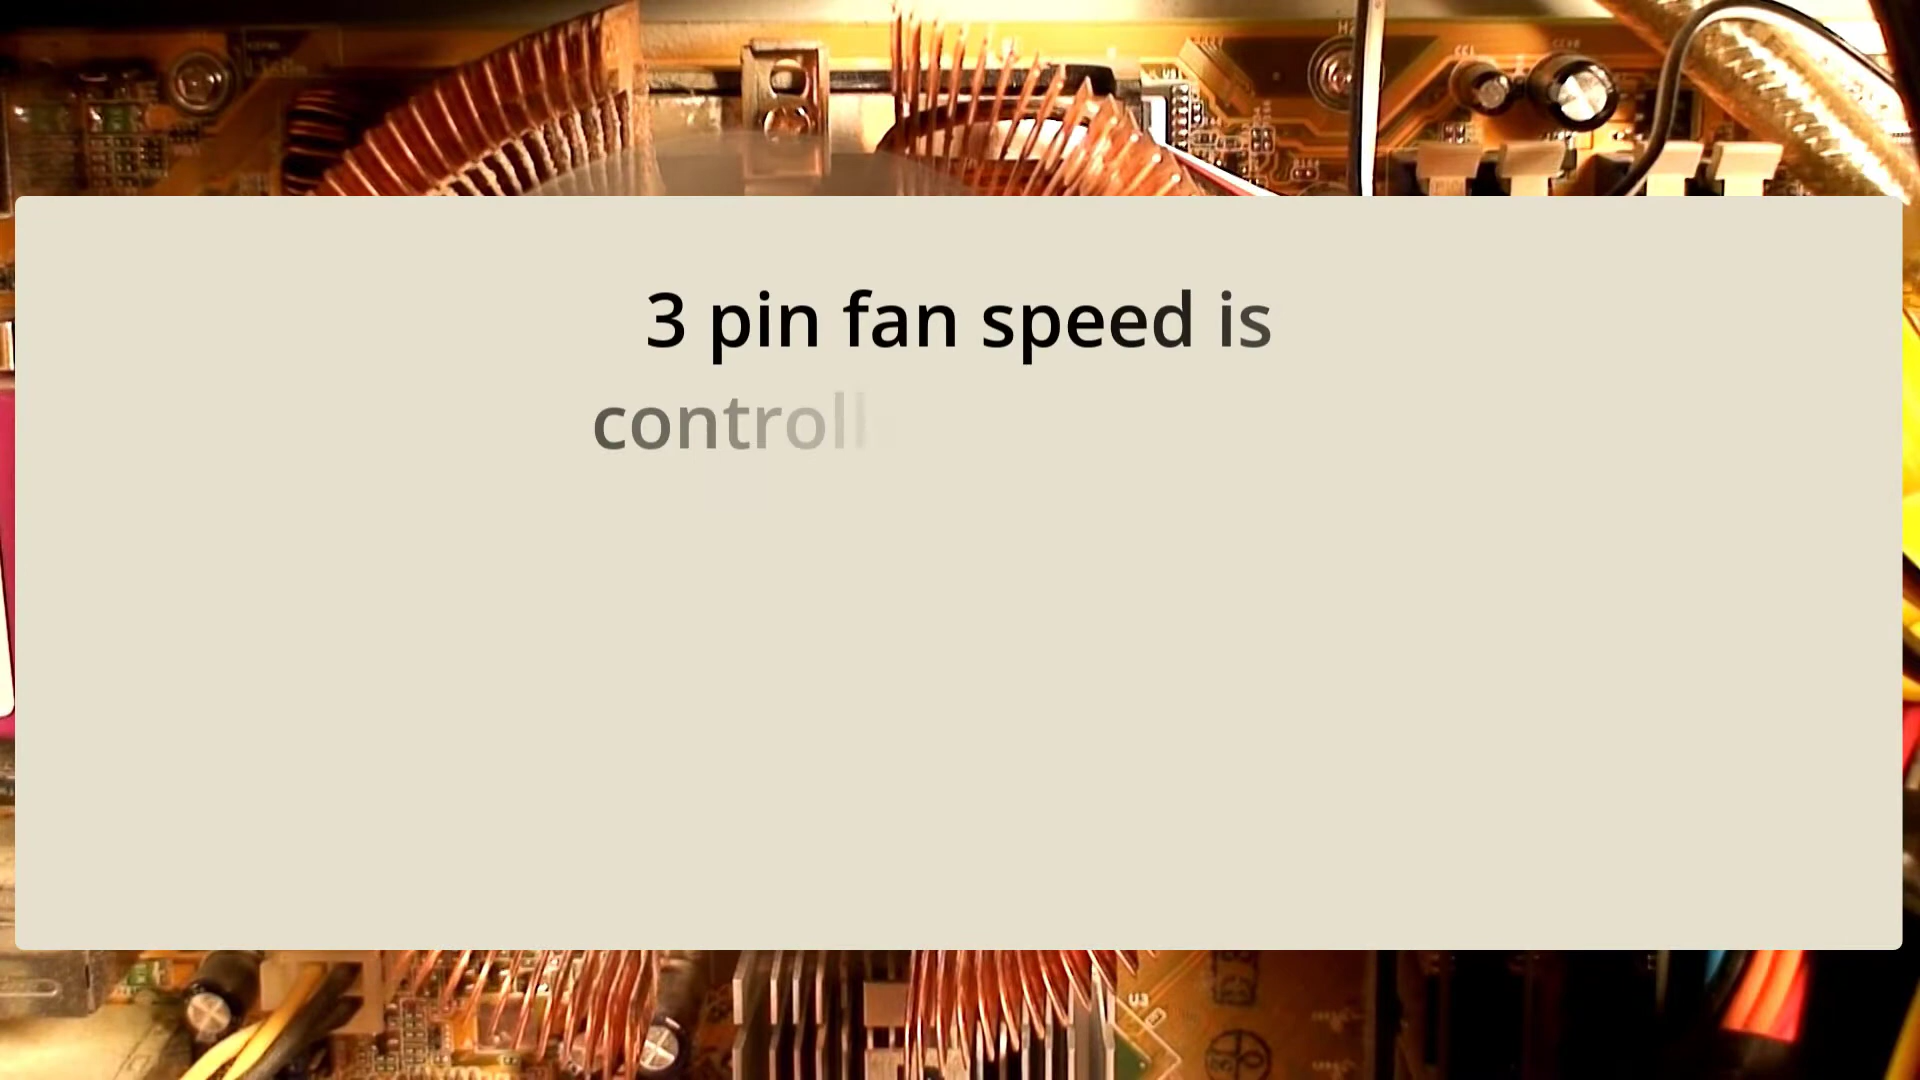 3 pin fan speed is
controll